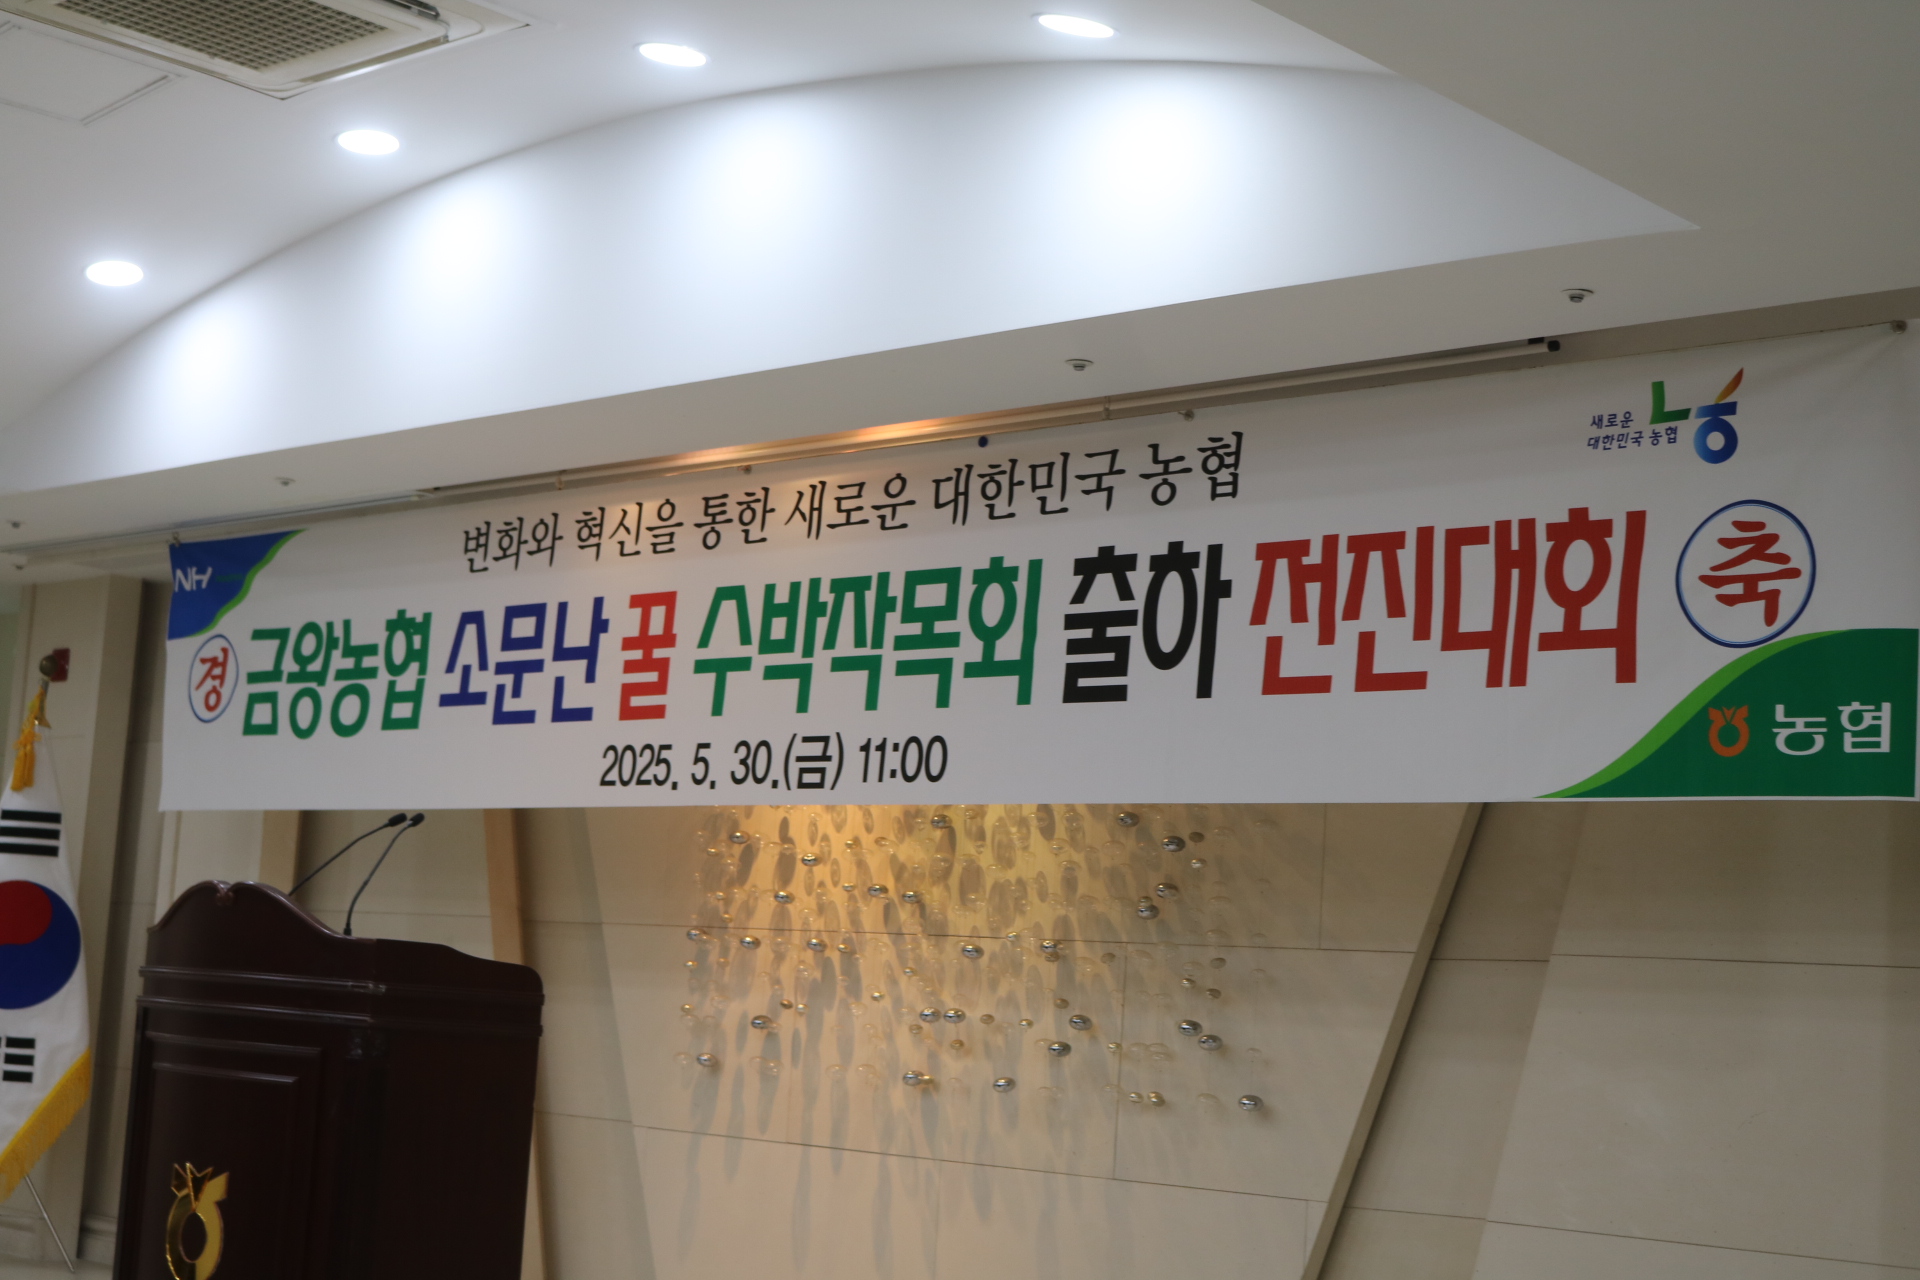 변화와 혁신을 통한 새로운 대한민국 농협
새로운
대한민국 농협
농
NH
경 금왕농협 소문난 꿀 수박작목회 출하 전진대회 축
2025. 5. 30.(금) 11:00
농협